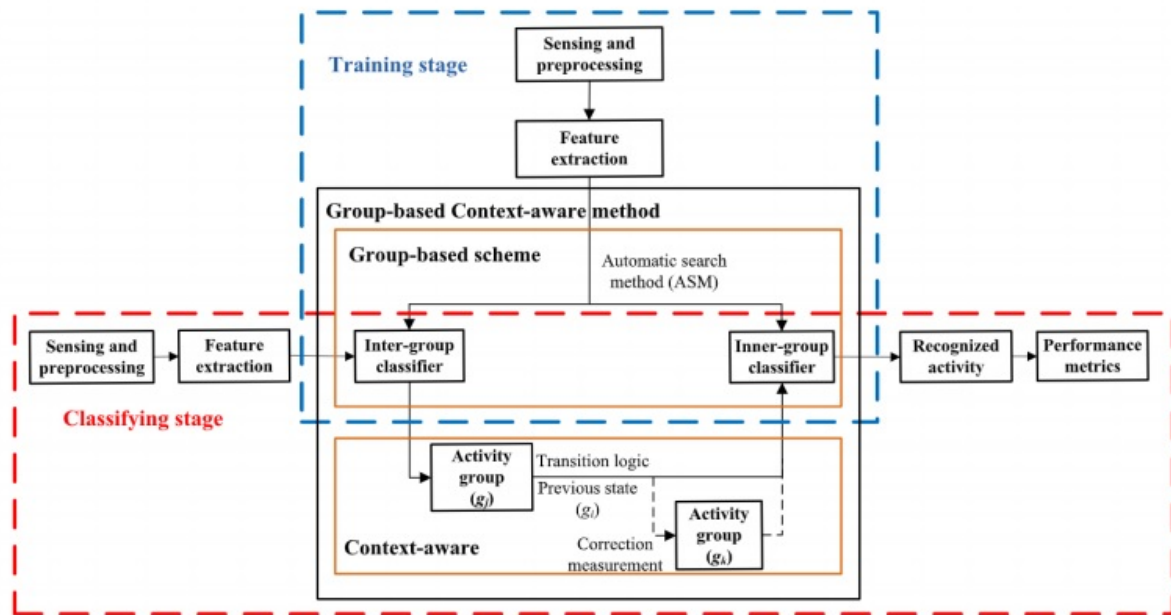 Training stage
Sensing and
preprocessing
Feature
extraction
Group-based Context-aware method
Group-based scheme
Automatic search
method (ASM)
Sensing and
preprocessing
Feature
extraction
Inter-group
classifier
Inner-group
classifier
Recognized
activity
Performance
metrics
Classifying stage
Activity
group
(gj)
Transition logic
Previous state
(gi)
Activity
group
(gk)
Correction
measurement
Context-aware